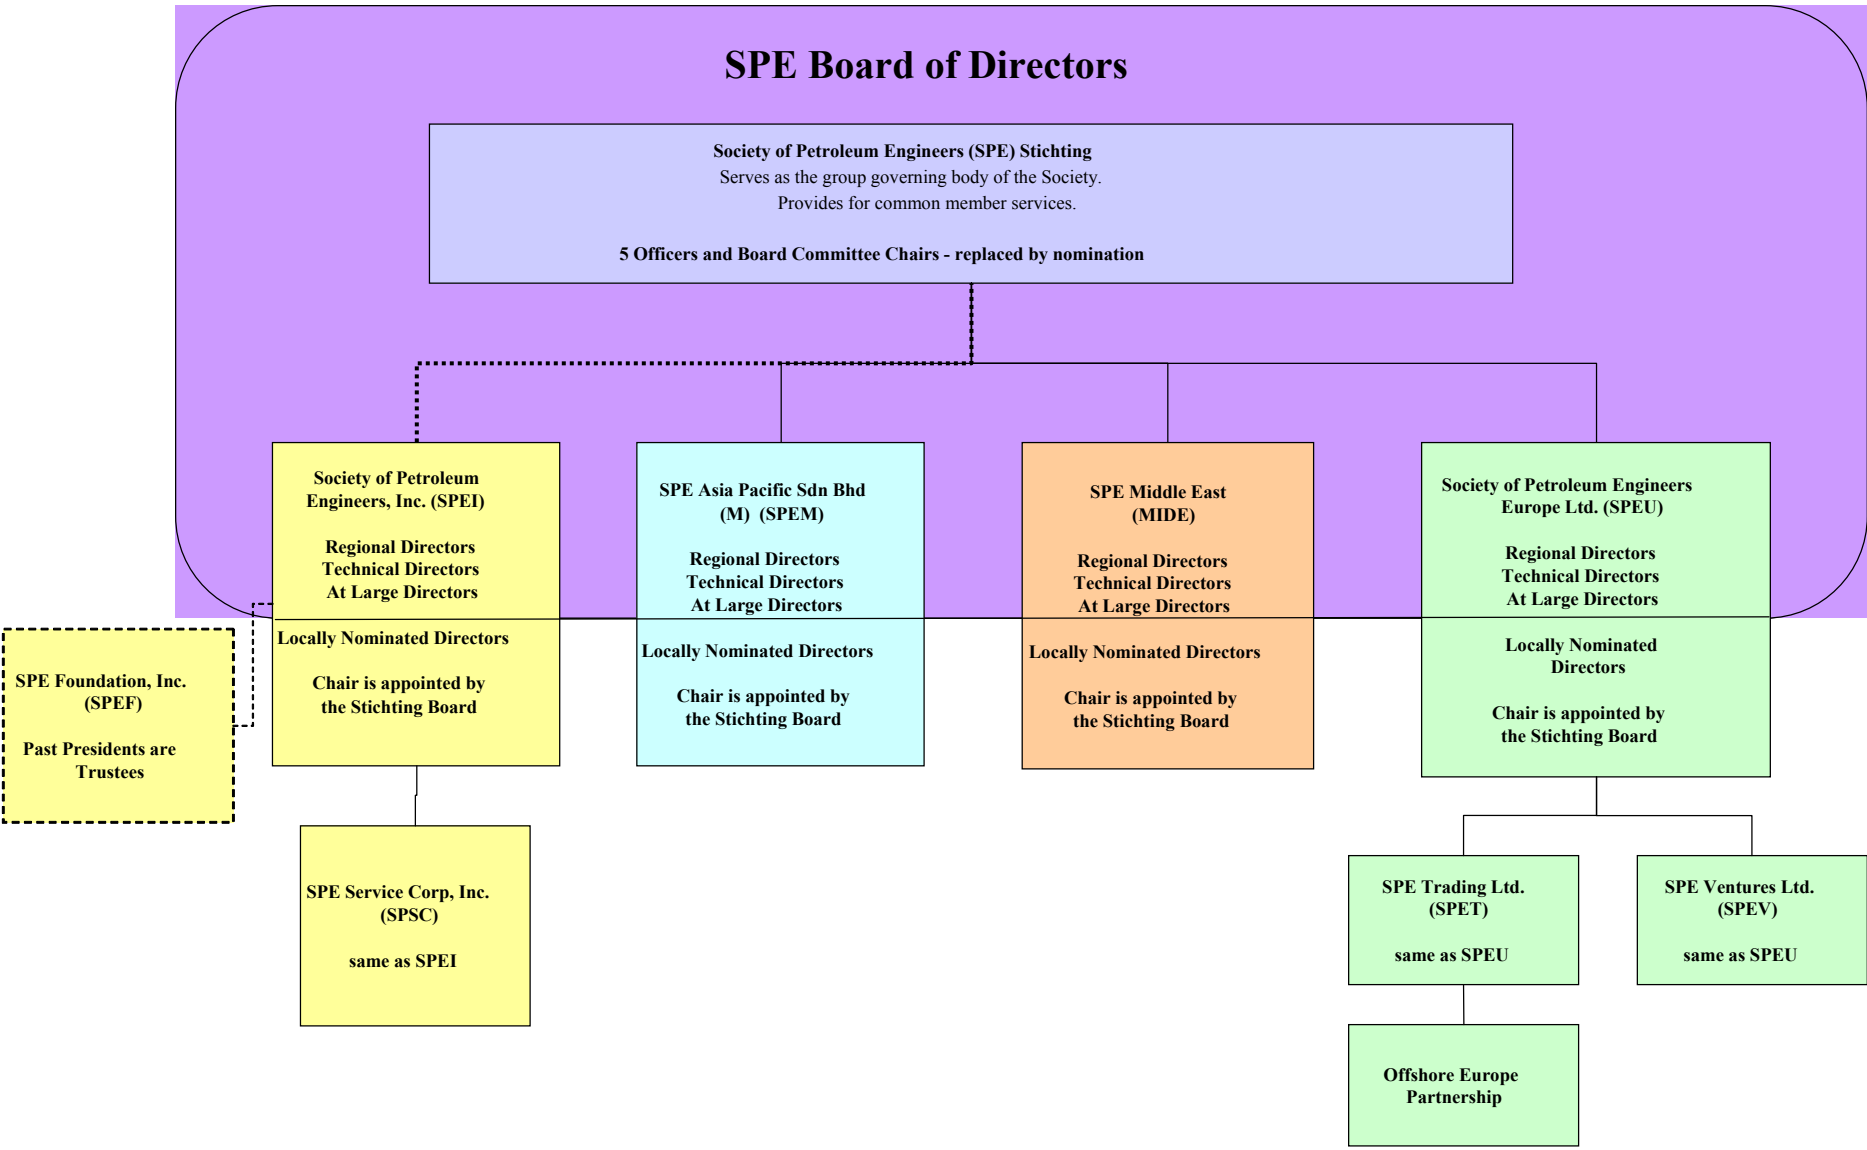 SPE Board of Directors
Society of Petroleum Engineers (SPE) Stichting
Serves as the group governing body of the Society.
Provides for common member services.
5 Officers and Board Committee Chairs - replaced by nomination
Society of Petroleum
Engineers, Inc. (SPEI)
Regional Directors
Technical Directors
At Large Directors
Locally Nominated Directors
Chair is appointed by
the Stichting Board
SPE Asia Pacific Sdn Bhd
(M) (SPEM)
Regional Directors
Technical Directors
At Large Directors
Locally Nominated Directors
Chair is appointed by
the Stichting Board
SPE Middle East
(MIDE)
Regional Directors
Technical Directors
At Large Directors
Locally Nominated Directors
Chair is appointed by
the Stichting Board
Society of Petroleum Engineers
Europe Ltd. (SPEU)
Regional Directors
Technical Directors
At Large Directors
Locally Nominated
Directors
Chair is appointed by
the Stichting Board
SPE Foundation, Inc.
(SPEF)
Past Presidents are
Trustees
SPE Service Corp, Inc.
(SPSC)
same as SPEI
SPE Trading Ltd.
(SPET)
same as SPEU
SPE Ventures Ltd.
(SPEV)
same as SPEU
Offshore Europe
Partnership